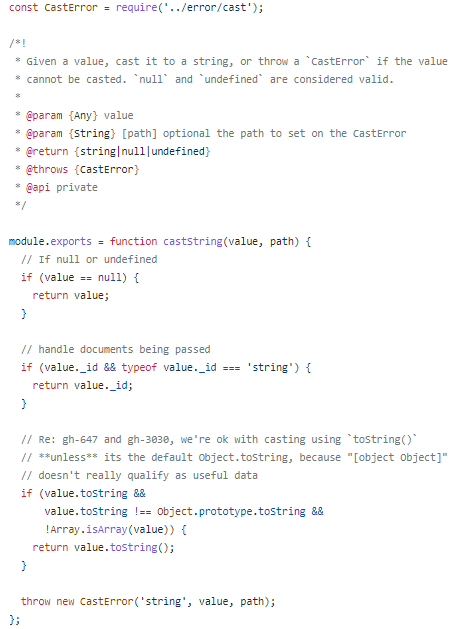 const CastError = require('../error/cast');

/*!
 * Given a value, cast it to a string, or throw a `CastError` if the value
 * cannot be casted. `null` and `undefined` are considered valid.
 *
 * @param {Any} value
 * @param {String} [path] optional the path to set on the CastError
 * @return {string|null|undefined}
 * @throws {CastError}
 * @api private
 */

module.exports = function castString(value, path) {
  // If null or undefined
  if (value == null) {
    return value;
  }

  // handle documents being passed
  if (value._id && typeof value._id === 'string') {
    return value._id;
  }

  // Re: gh-647 and gh-3030, we're ok with casting using `toString()`
  // **unless** its the default Object.toString, because "[object Object]"
  // doesn't really qualify as useful data
  if (value.toString &&
      value.toString !== Object.prototype.toString &&
      !Array.isArray(value)) {
    return value.toString();
  }

  throw new CastError('string', value, path);
};